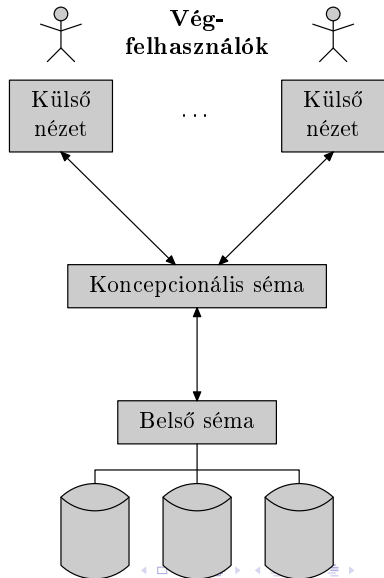 Vég-
felhasználók
Külső
nézet
. . .
Külső
nézet
Koncepcionális séma
Belső séma